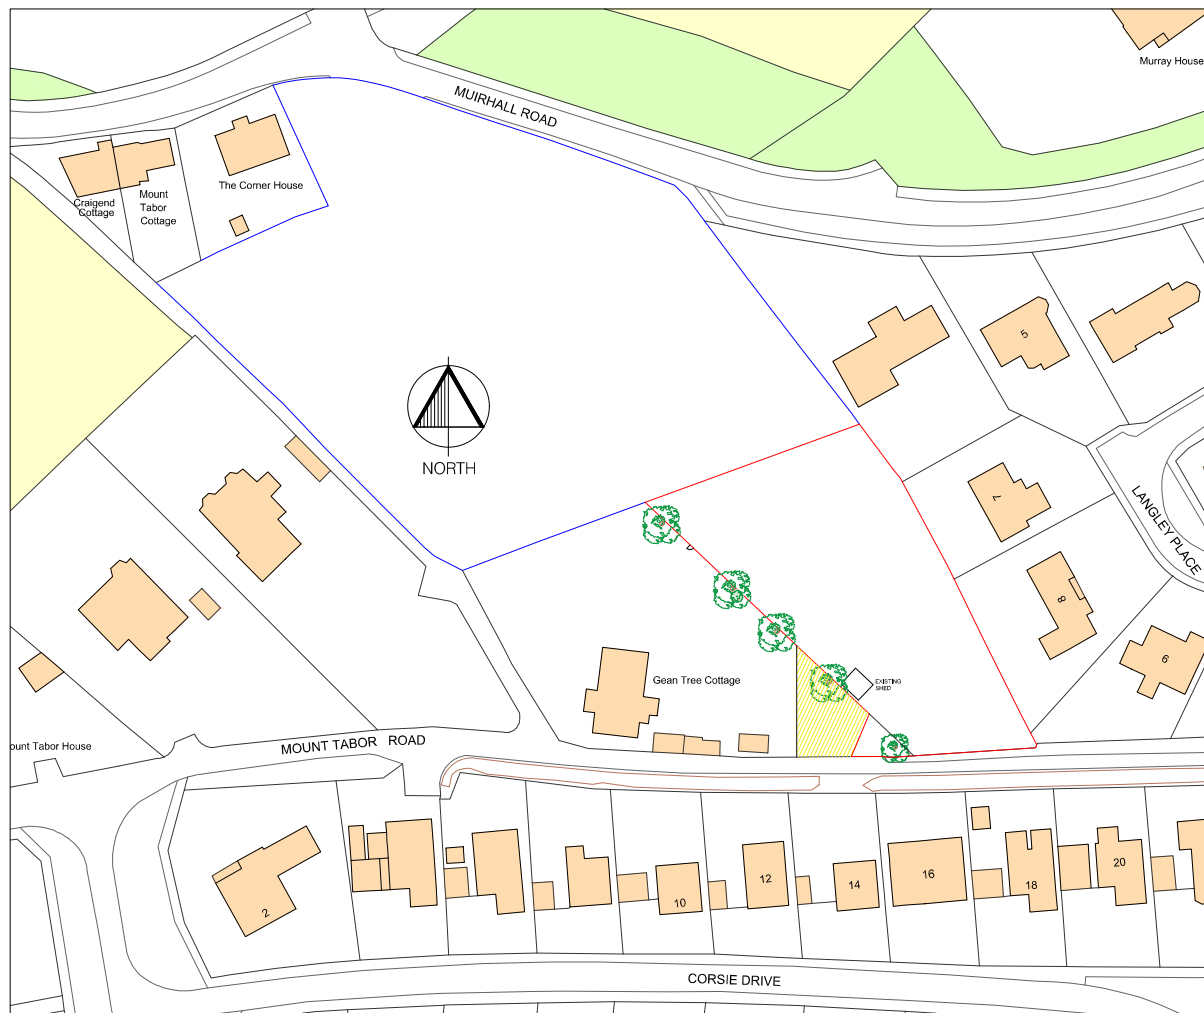 Murray House
MUIRHALL ROAD
The Corner House
Craigend
Cottage
Mount
Tabor
Cottage
5
NORTH
7
LANGLEY PLACE
8
9
Gean Tree Cottage
EXISTING
SHED
ount Tabor House
MOUNT TABOR ROAD
2
10
12
14
16
18
20
CORSIE DRIVE